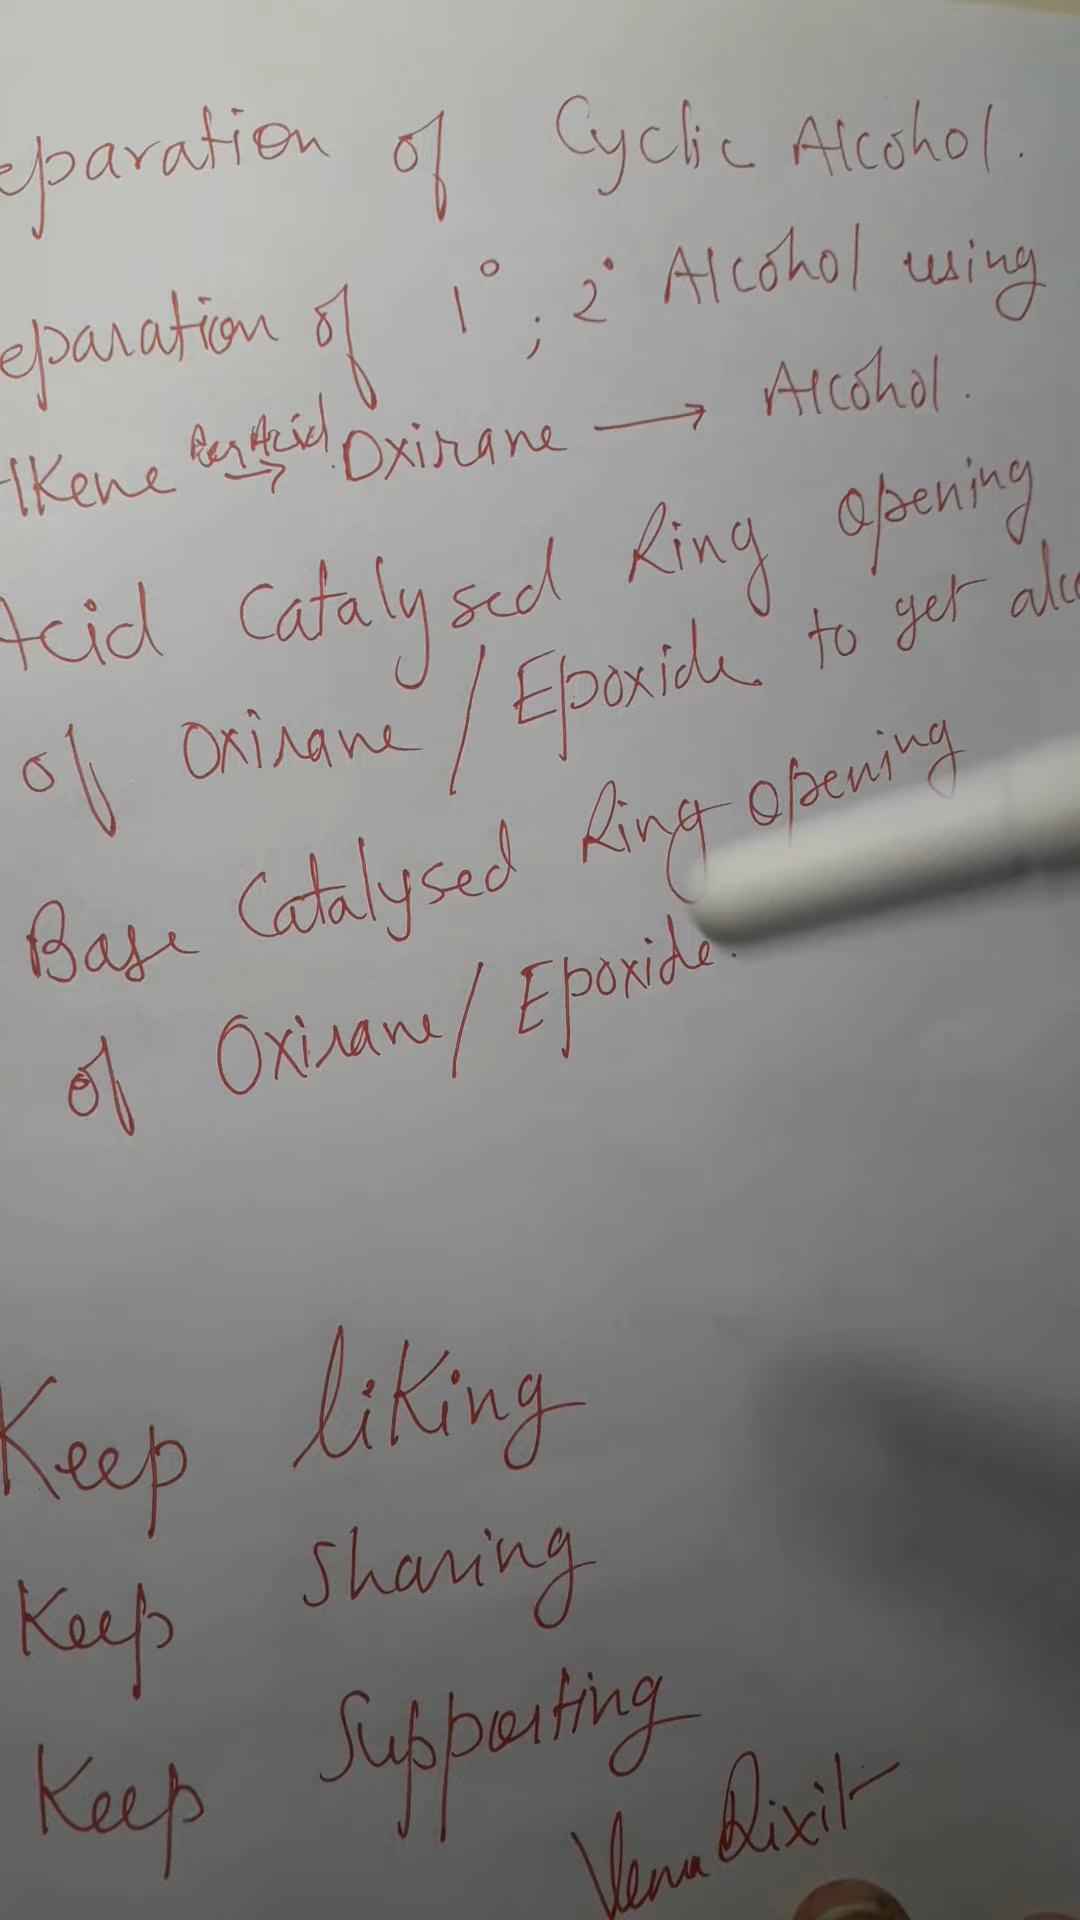 eparation of Cyclic Alcohol.
eparation of 1°, 2° Alcohol using
lkene Per Acid → Oxirane → Alcohol.
Acid Catalysed Ring Opening
of Oxirane / Epoxide to get alco
Base Catalysed Ring Opening
of Oxirane / Epoxide.
Keep liking
Keep Sharing
Keep Supporting
Dixit